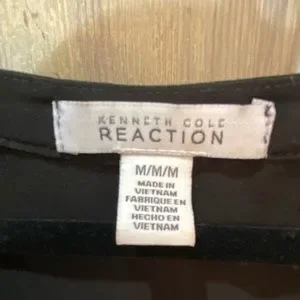 KENNETH COLE
REACTION
M/M/M
MADE IN
VIETNAM
FABRIQUE EN
VIETNAM
HECHO EN
VIETNAM